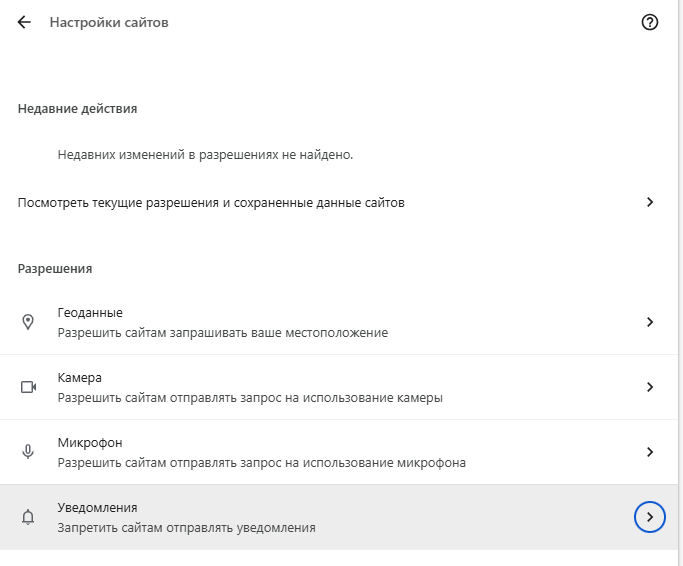 Настройки сайтов
Недавние действия
Недавних изменений в разрешениях не найдено.
Посмотреть текущие разрешения и сохраненные данные сайтов
Разрешения
Геоданные
Разрешить сайтам запрашивать ваше местоположение
Камера
Разрешить сайтам отправлять запрос на использование камеры
Микрофон
Разрешить сайтам отправлять запрос на использование микрофона
Уведомления
Запретить сайтам отправлять уведомления